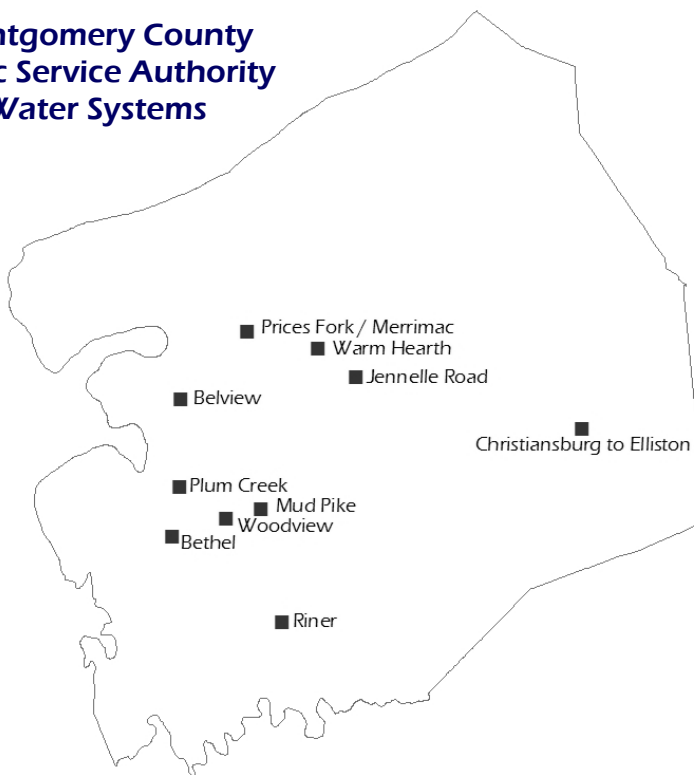 ntgomery County
c Service Authority
Water Systems
Prices Fork / Merrimac
Warm Hearth
Jennelle Road
Belview
Christiansburg to Elliston
Plum Creek
Mud Pike
Woodview
Bethel
Riner